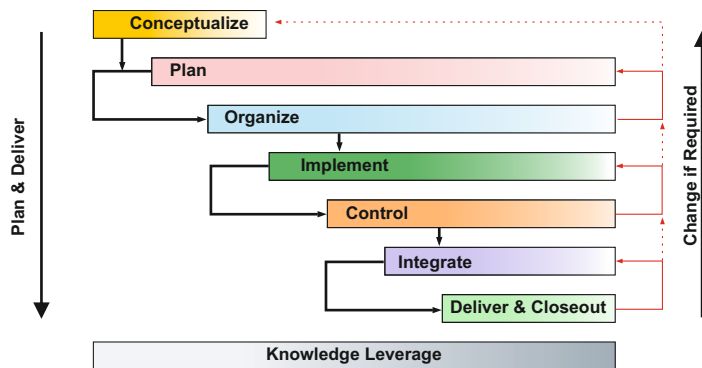 Conceptualize
Plan
Organize
Implement
Control
Integrate
Deliver & Closeout
Knowledge Leverage
Plan & Deliver
Change if Required